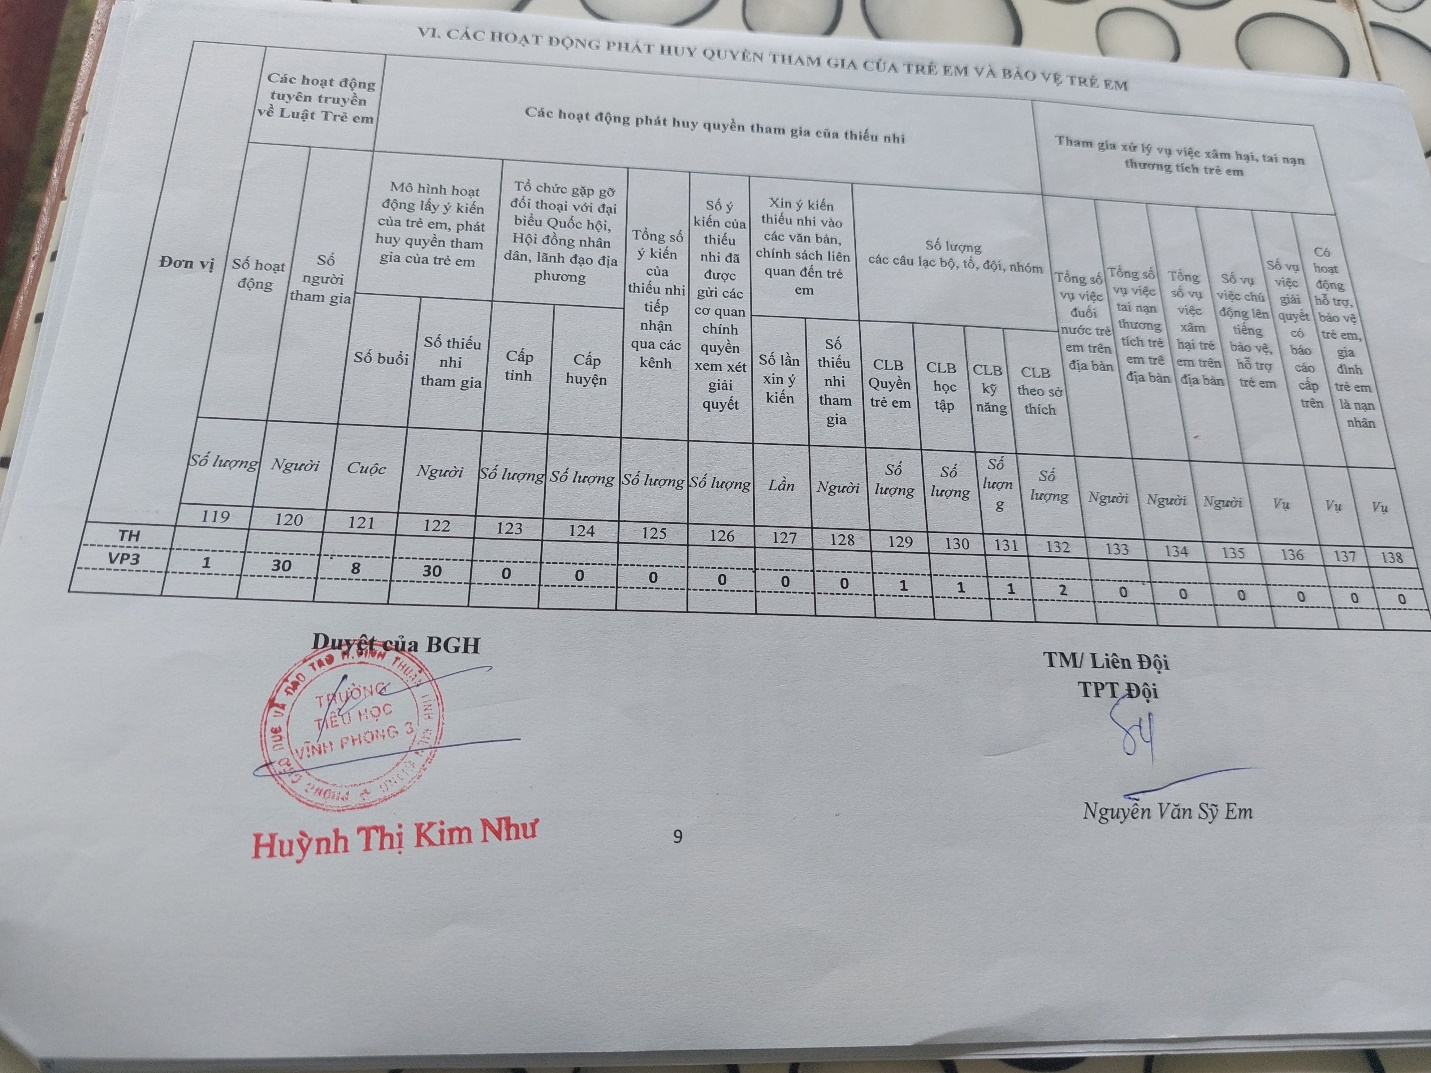 VI. CÁC HOẠT ĐỘNG PHÁT HUY QUYỀN THAM GIA CỦA TRẺ EM VÀ BẢO VỆ TRẺ EM
Đơn vị
Các hoạt động
tuyên truyền
về Luật Trẻ em
Các hoạt động phát huy quyền tham gia của thiếu nhi
Tham gia xử lý vụ việc xâm hại, tai nạn
thương tích trẻ em
Số hoạt
động
Số
người
tham gia
Mô hình hoạt
động lấy ý kiến
của trẻ em, phát
huy quyền tham
gia của trẻ em
Tổ chức gặp gỡ
đối thoại với đại
biểu Quốc hội,
Hội đồng nhân
dân, lãnh đạo địa
phương
Tổng số
ý kiến
của
thiếu nhi
tiếp
nhận
qua các
kênh
Số ý
kiến của
thiếu
nhi đã
được
gửi các
cơ quan
chính
quyền
xem xét
giải
quyết
Xin ý kiến
thiếu nhi vào
các văn bản,
chính sách liên
quan đến trẻ
em
Số lượng
các câu lạc bộ, tổ, đội, nhóm
Tổng số
vụ việc
đuối
nước trẻ
em trên
địa bàn
Tổng số
vụ việc
tai nạn
thương
tích trẻ
em trê
địa bàn
Tổng
số vụ
việc
xâm
hại trẻ
em trên
địa bàn
Số vụ
việc chủ
động lên
tiếng
bảo vệ,
hỗ trợ
trẻ em
Số vụ
việc
giải
quyết
có
báo
cáo
cấp
trên
Có
hoạt
động
hỗ trợ,
bảo vệ
trẻ em,
gia
đình
trẻ em
là nạn
nhân
Số buổi
Số thiếu
nhi
tham gia
Cấp
tỉnh
Cấp
huyện
Số lần
xin ý
kiến
Số
thiếu
nhi
tham
gia
CLB
Quyền
trẻ em
CLB
học
tập
CLB
kỹ
năng
CLB
theo sở
thích
Số lượng Người Cuộc Người Số lượng Số lượng Số lượng Số lượng Lần Người Số lượng Số lượng Số lượn g Số lượng Người Người Người Vụ Vụ Vụ
119 120 121 122 123 124 125 126 127 128 129 130 131 132 133 134 135 136 137 138
TH
VP3 1 30 8 30 0 0 0 0 0 0 1 1 1 2 0 0 0 0 0 0
Duyệt của BGH
TRƯỜNG
TIỂU HỌC
VĨNH PHONG 3
Huỳnh Thị Kim Như
9
TM/ Liên Đội
TPT Đội
Nguyễn Văn Sỹ Em